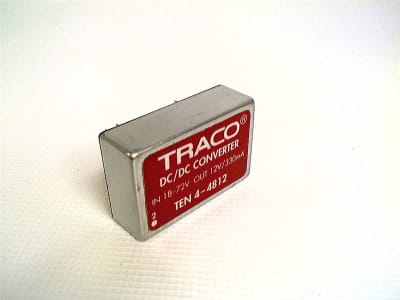 TRACO®
DC/DC CONVERTER
IN 18-72V OUT 12V/330mA
TEN 4-4812
2